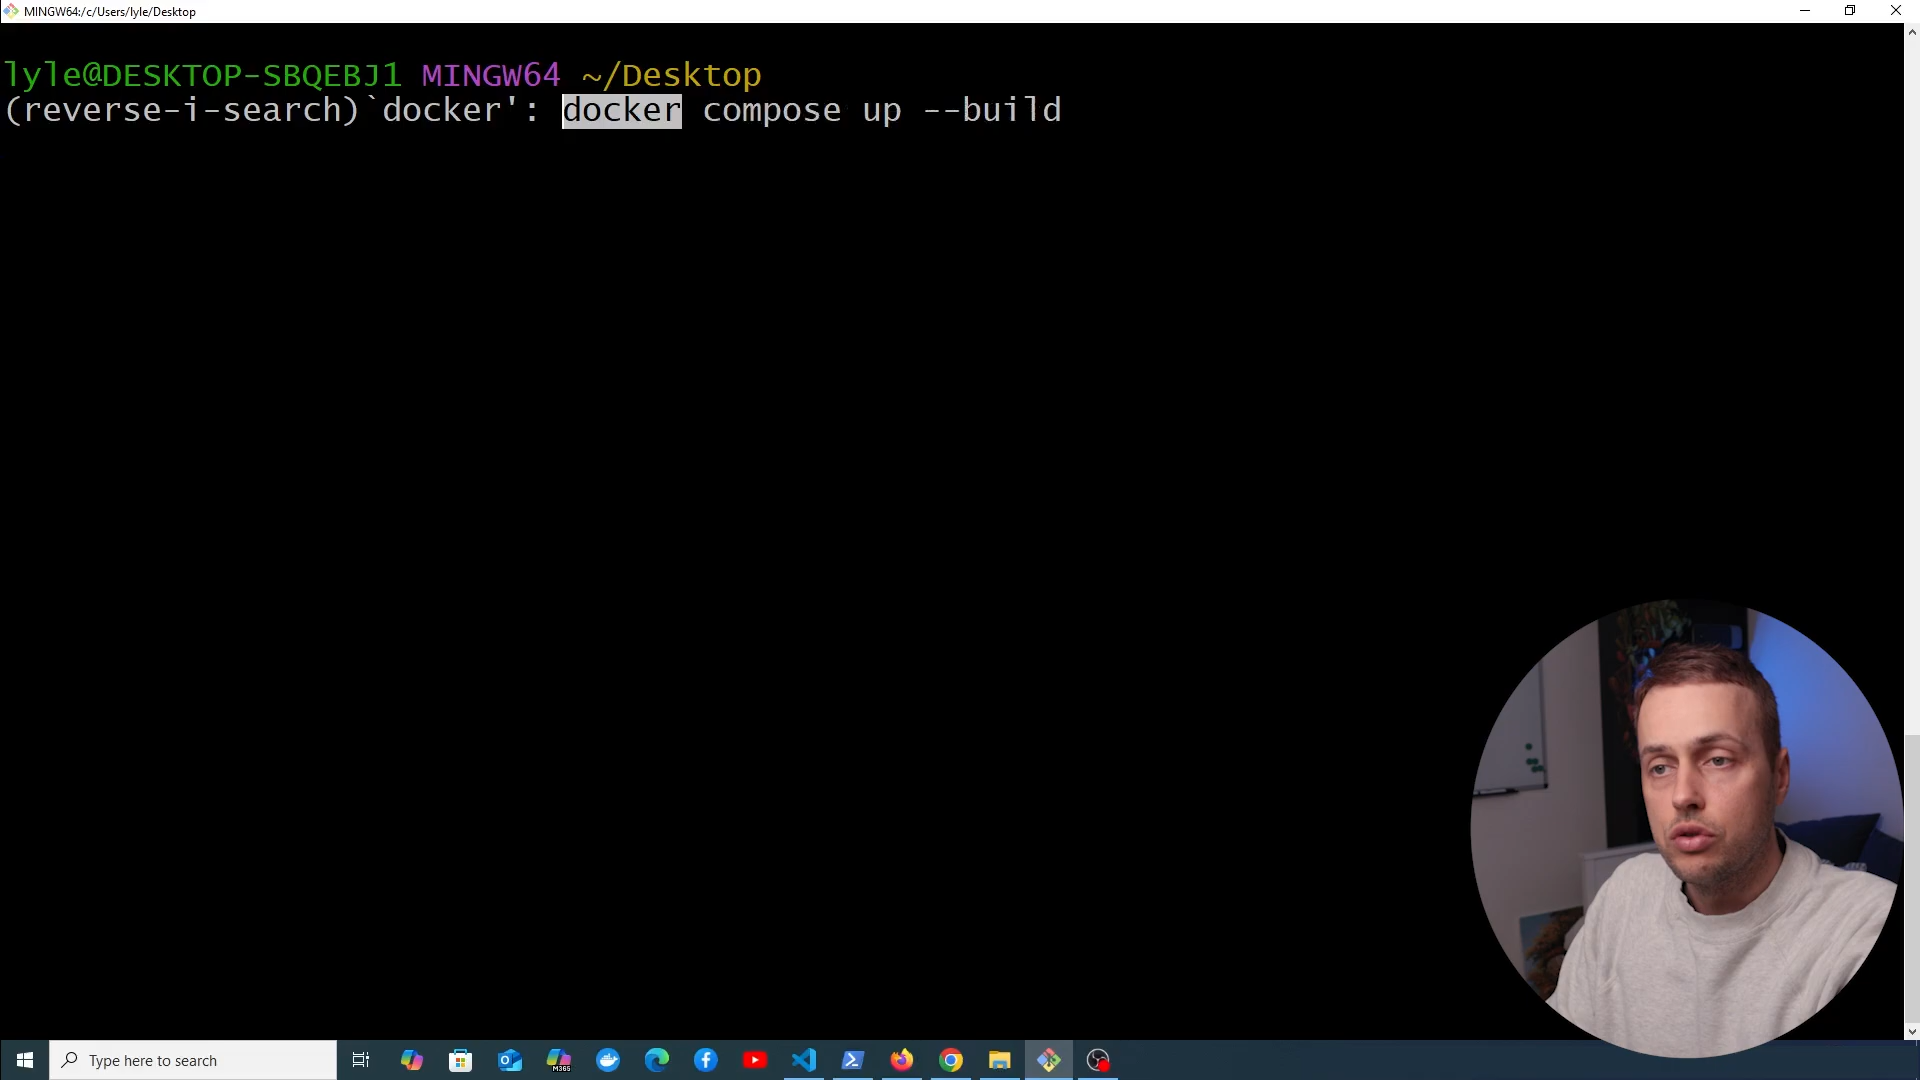 MINGW64:/c/Users/lyle/Desktop
lyle@DESKTOP-SBQEBJ1 MINGW64 ~/Desktop
(reverse-i-search)`docker': docker compose up --build
Type here to search
M365